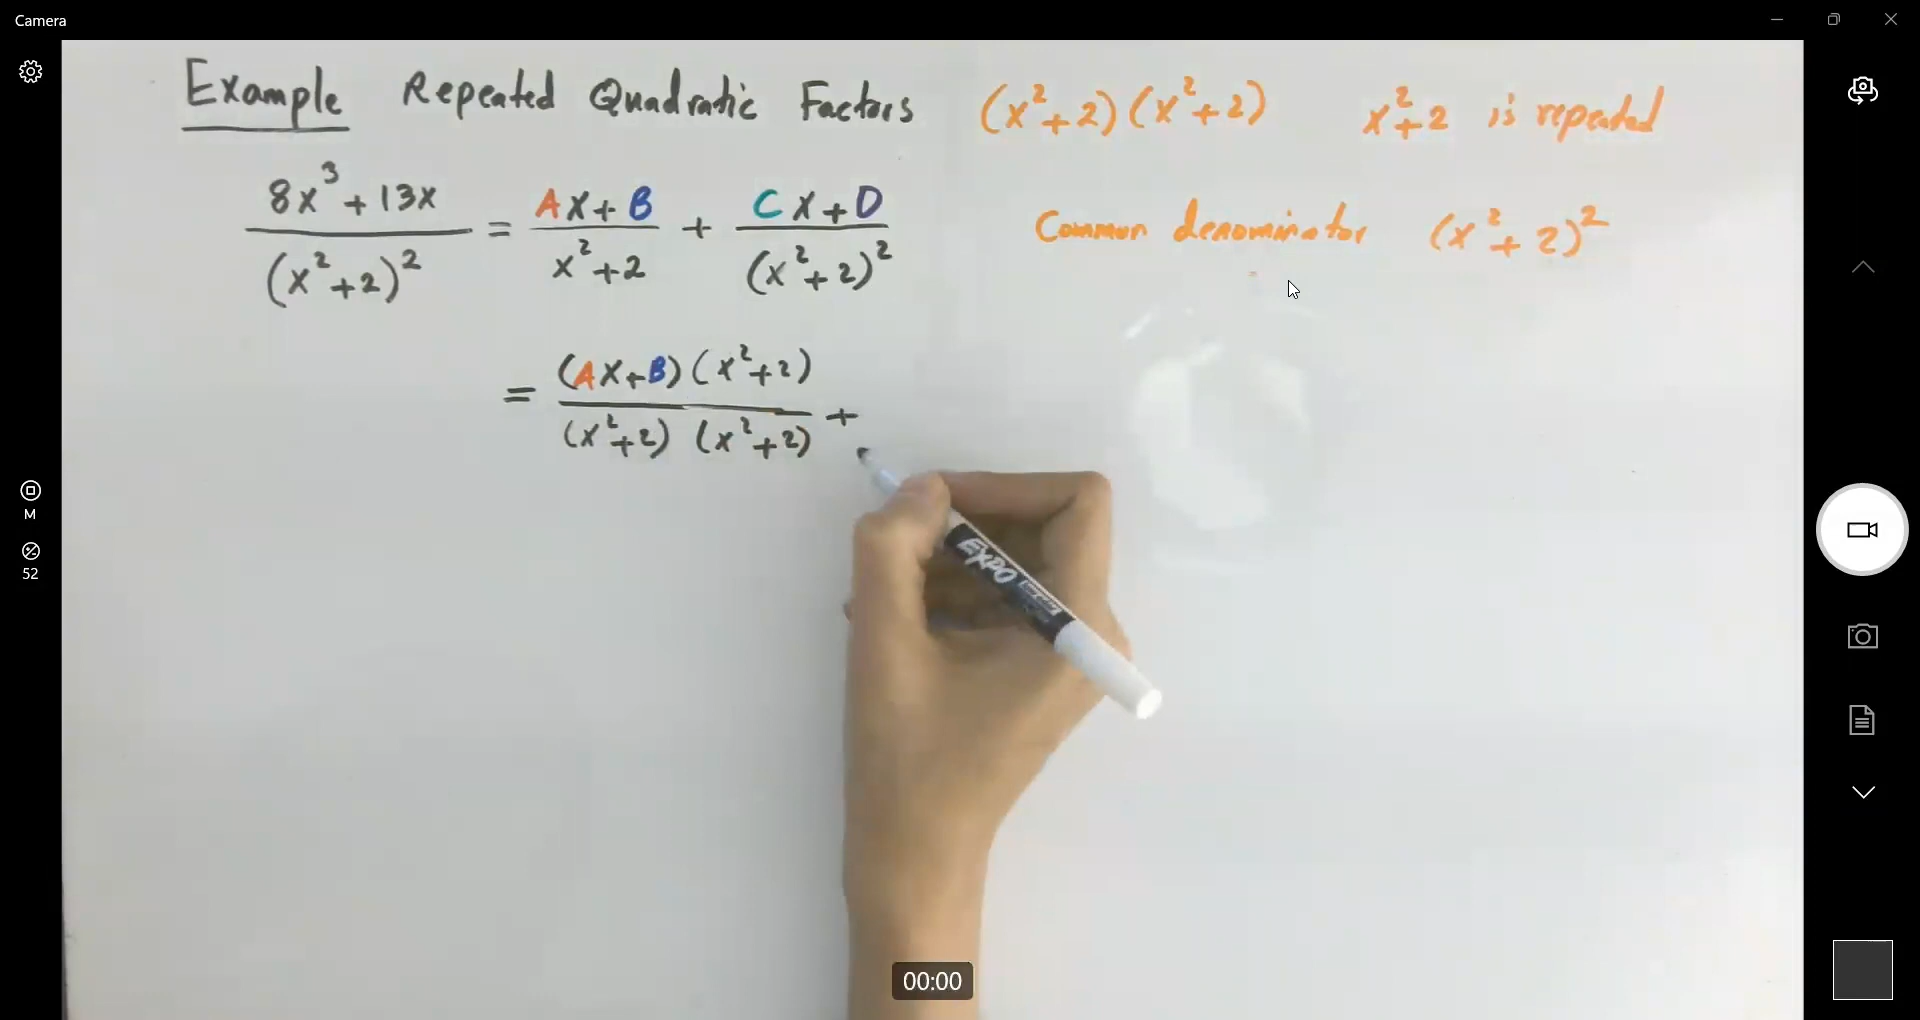 Camera
Example Repeated Quadratic Factors (x²+2)(x²+2) x²+2 is repeated
8x³+13x / (x²+2)² = Ax+B / x²+2 + Cx+D / (x²+2)²
Common denominator (x²+2)²
= (Ax+B)(x²+2) / (x²+2)(x²+2) +
M
52
EXPO
00:00